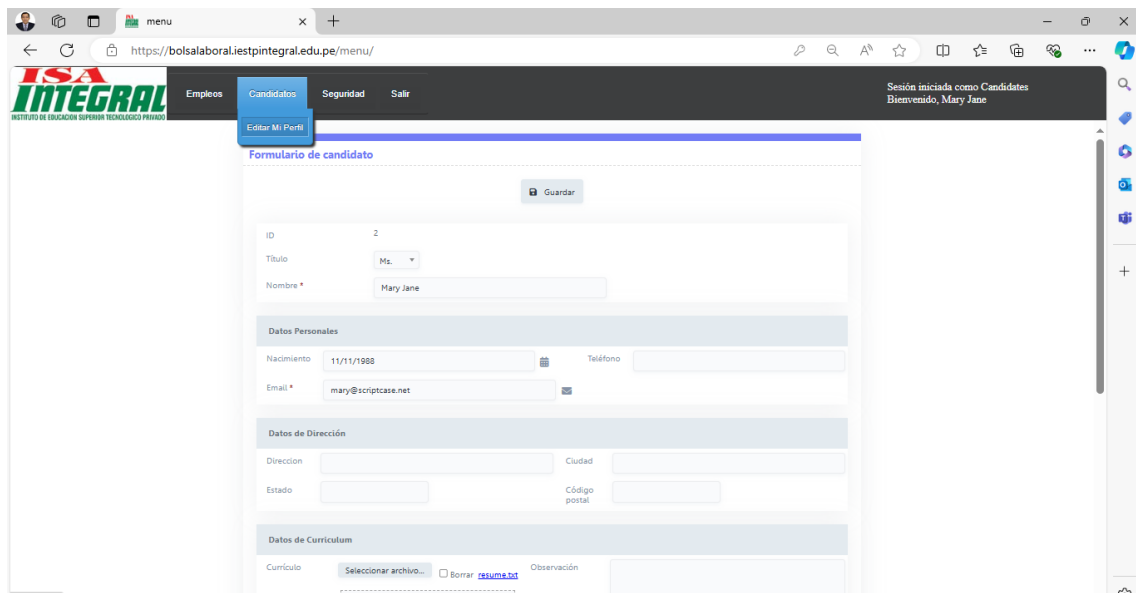 menu
https://bolsalaboral.iestpintegral.edu.pe/menu/
ISA
INTEGRAL
INSTITUTO DE EDUCACION SUPERIOR TECNOLOGICO PRIVADO
Empleos Candidatos Seguridad Salir
Sesión iniciada como Candidates
Bienvenido, Mary Jane
Editar Mi Perfil
Formulario de candidato
Guardar
ID 2
Título Ms.
Nombre * Mary Jane
Datos Personales
Nacimiento 11/11/1988 Teléfono
Email * mary@scriptcase.net
Datos de Dirección
Direccion Ciudad
Estado Código
postal
Datos de Curriculum
Currículo Seleccionar archivo... Borrar resume.txt Observación